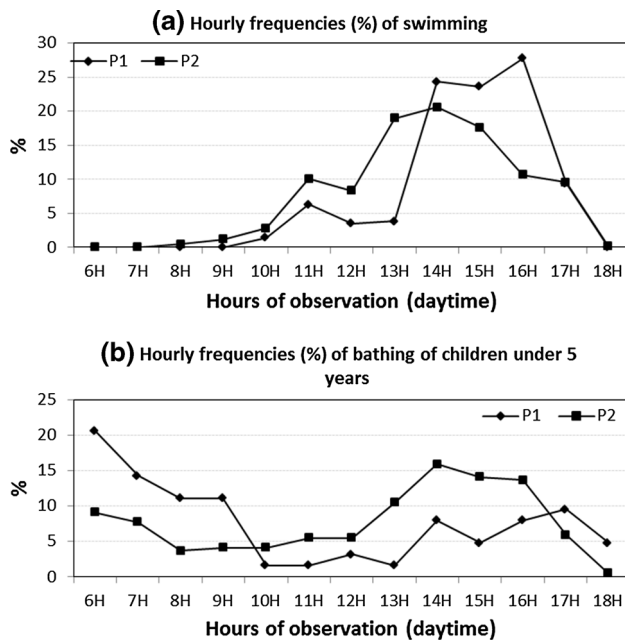 (a) Hourly frequencies (%) of swimming
30
25
20
15
10
5
0
%
P1 P2
6H 7H 8H 9H 10H 11H 12H 13H 14H 15H 16H 17H 18H
Hours of observation (daytime)
(b) Hourly frequencies (%) of bathing of children under 5
years
25
20
15
10
5
0
%
P1 P2
6H 7H 8H 9H 10H 11H 12H 13H 14H 15H 16H 17H 18H
Hours of observation (daytime)